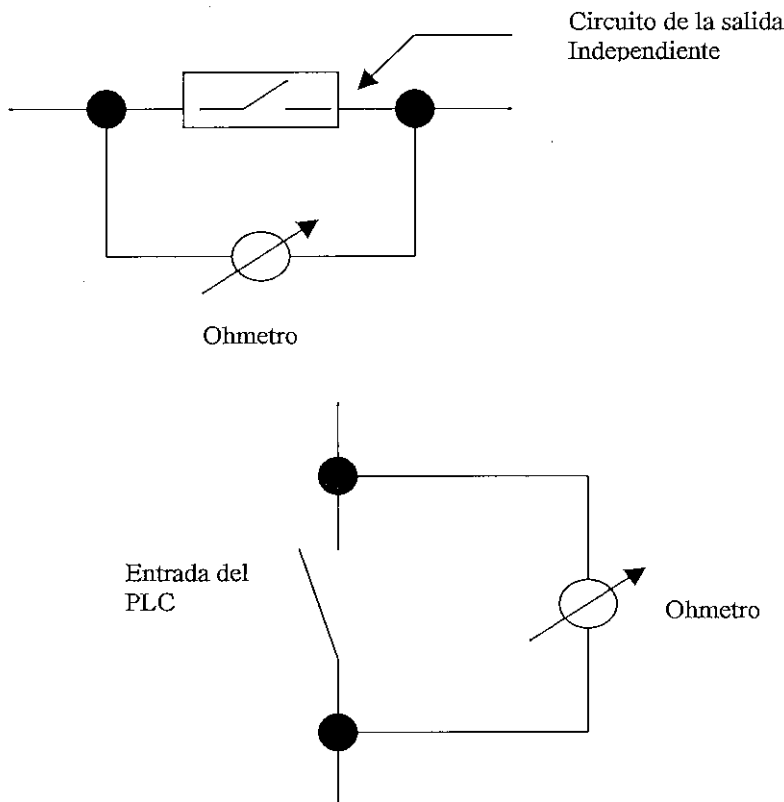 Circuito de la salida
Independiente
Ohmetro
Entrada del
PLC
Ohmetro